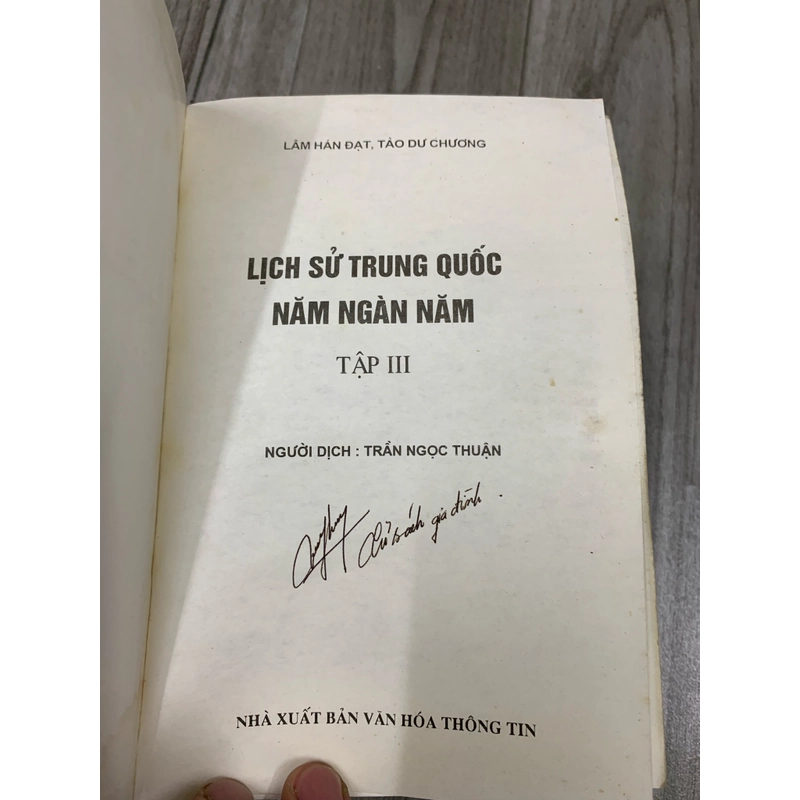 LÂM HÁN ĐẠT, TÀO DƯ CHƯƠNG
LỊCH SỬ TRUNG QUỐC
NĂM NGÀN NĂM
TẬP III
NGƯỜI DỊCH : TRẦN NGỌC THUẬN
Tủ sách gia đình .
NHÀ XUẤT BẢN VĂN HÓA THÔNG TIN